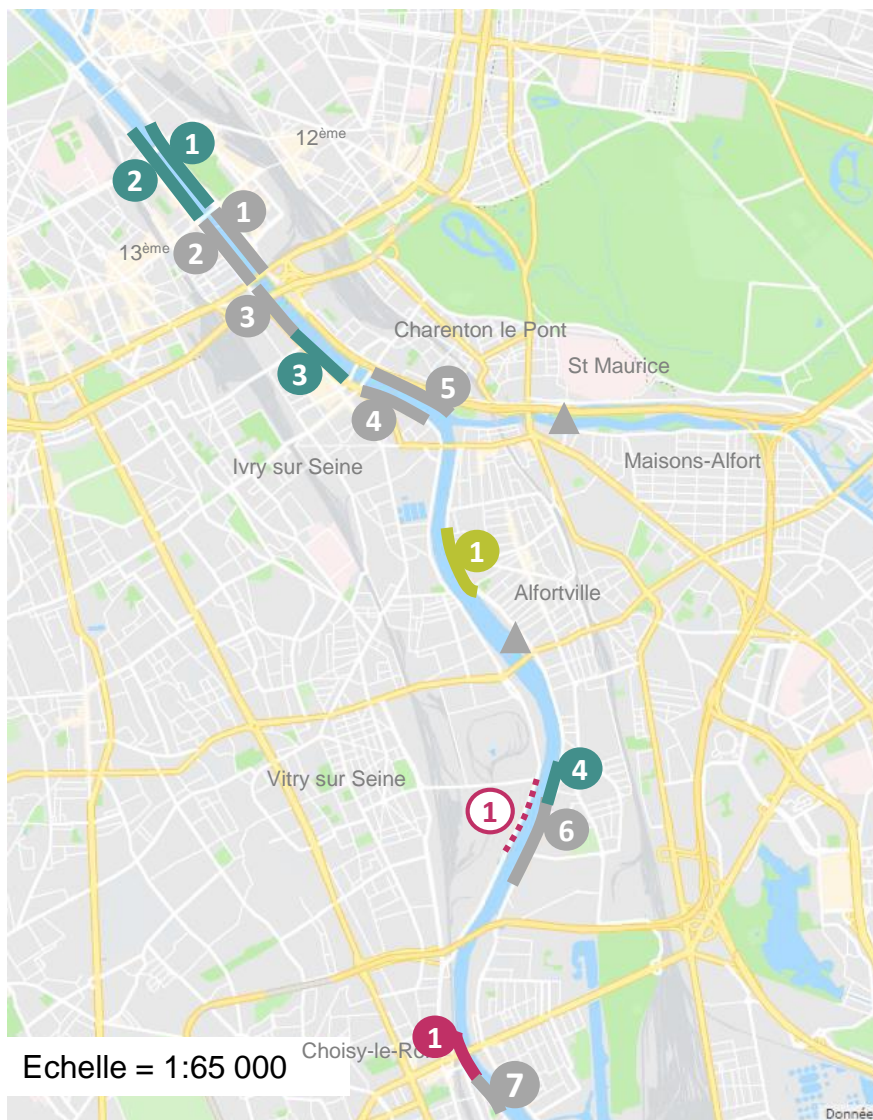 12ème
1
2
1
13ème
2
3
Charenton le Pont
3
St Maurice
5
4
Ivry sur Seine
Maisons-Alfort
1
Alfortville
Vitry sur Seine
4
1
6
1
Choisy-le-Ro
7
Echelle = 1:65 000
Donnée